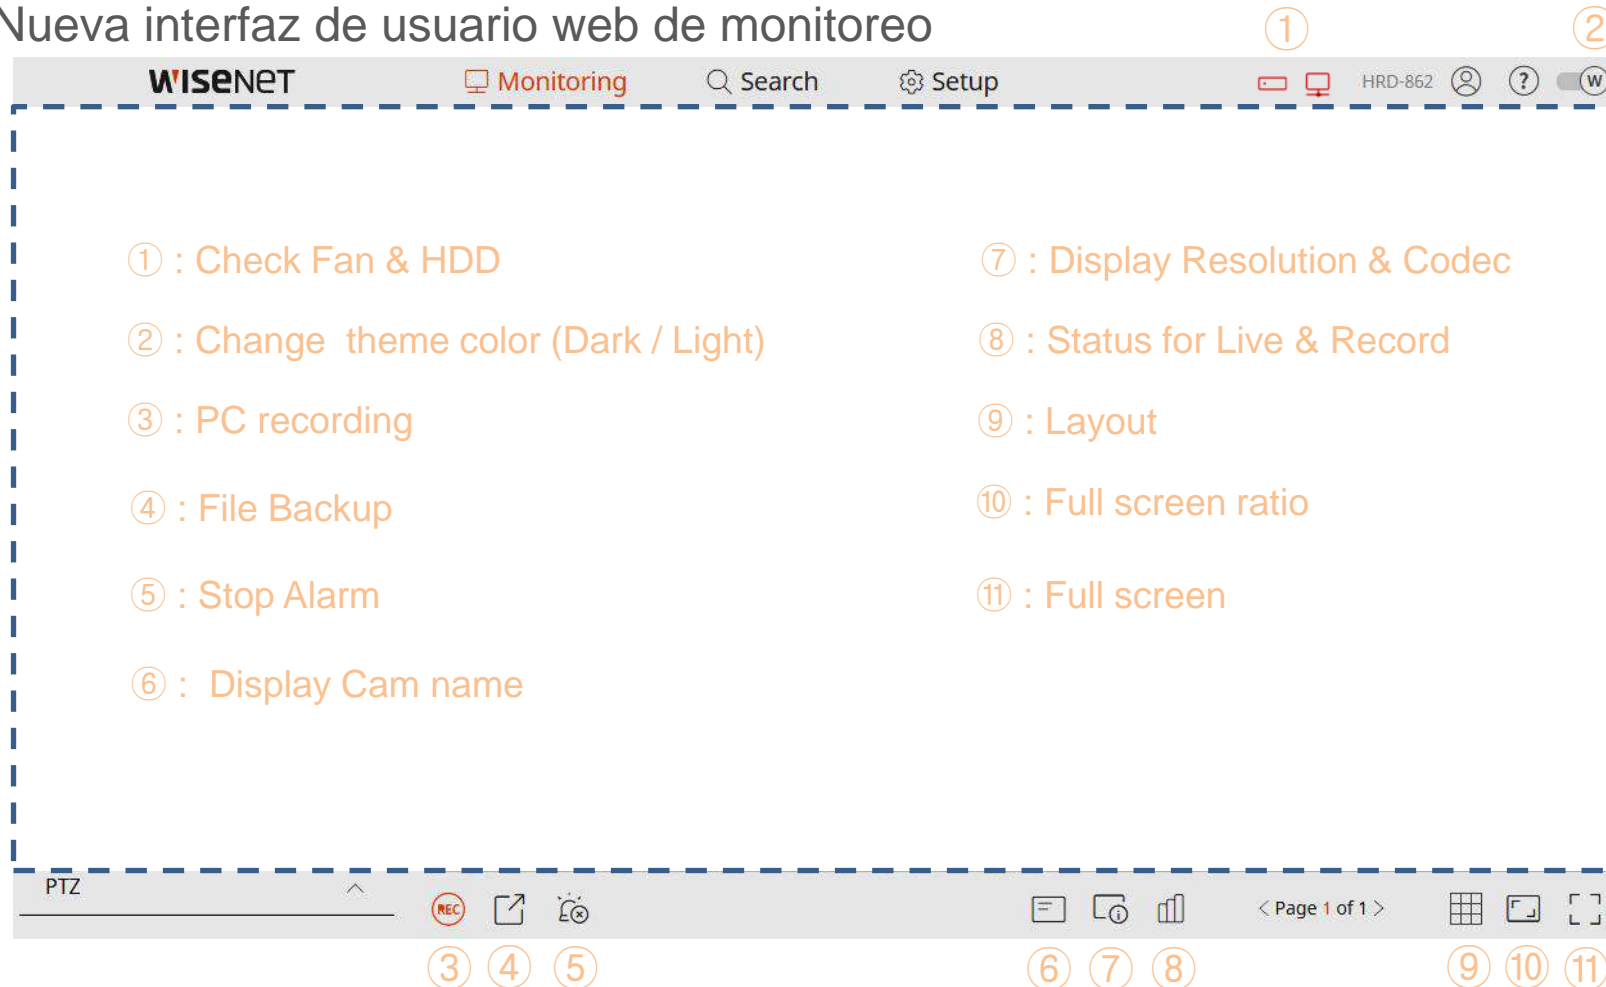 Nueva interfaz de usuario web de monitoreo
① ②
WISENET Monitoring Search Setup HRD-862 ? W
① : Check Fan & HDD
② : Change theme color (Dark / Light)
③ : PC recording
④ : File Backup
⑤ : Stop Alarm
⑥ : Display Cam name
⑦ : Display Resolution & Codec
⑧ : Status for Live & Record
⑨ : Layout
⑩ : Full screen ratio
⑪ : Full screen
PTZ REC < Page 1 of 1 >
③ ④ ⑤ ⑥ ⑦ ⑧ ⑨ ⑩ ⑪